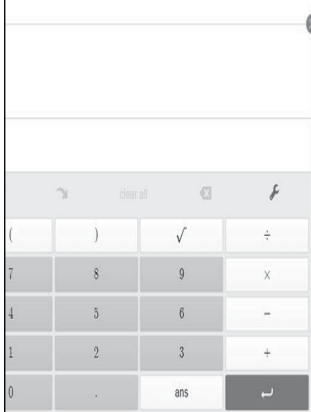 clear all
( ) √ ÷
7 8 9 ×
4 5 6 −
1 2 3 +
0 . ans